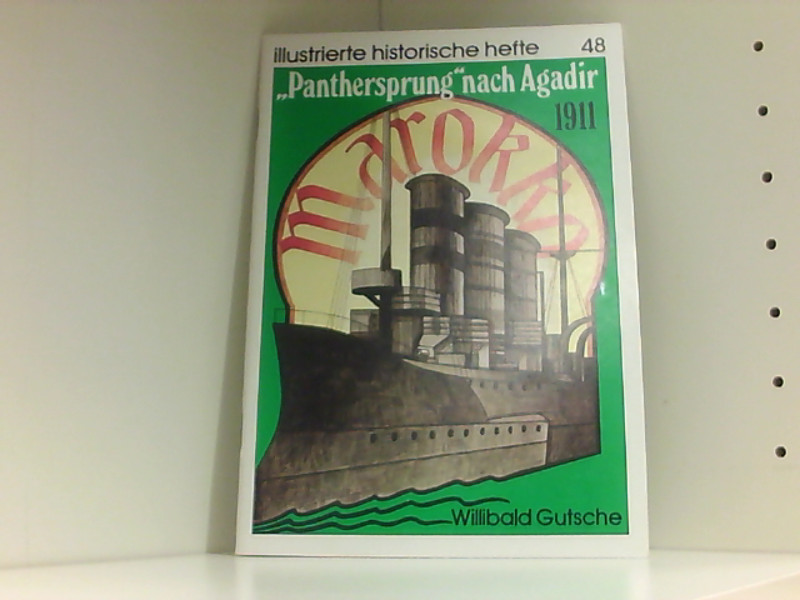 illustrierte historische hefte 48
„Panthersprung“ nach Agadir
1911
Marokko
Willibald Gutsche